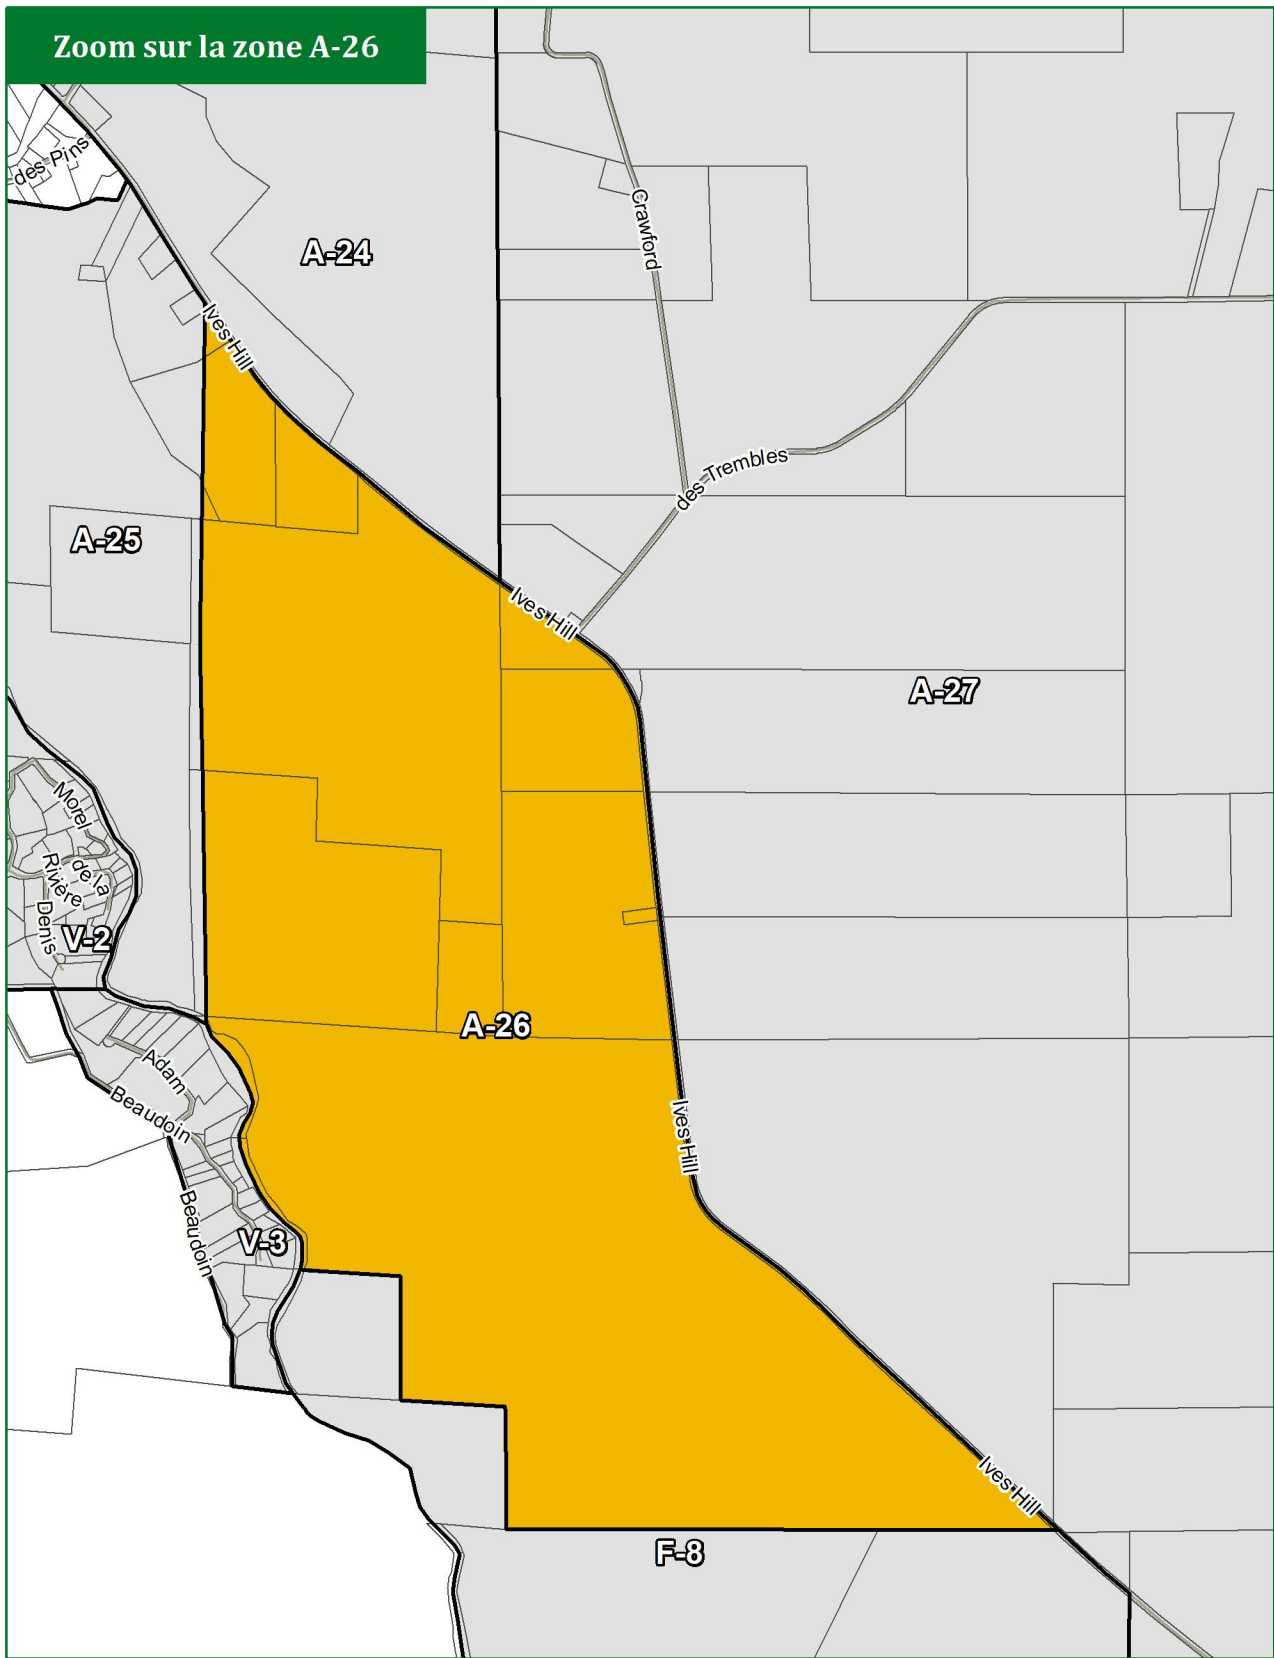 Zoom sur la zone A-26
des Pins
Crawford
A-24
Ives Hill
des Trembles
A-25
Ives Hill
A-27
Morel
de la
Rivière
Denis
V-2
A-26
Adam
Beaudoin
Ives Hill
Beaudoin
V-3
Ives Hill
F-8